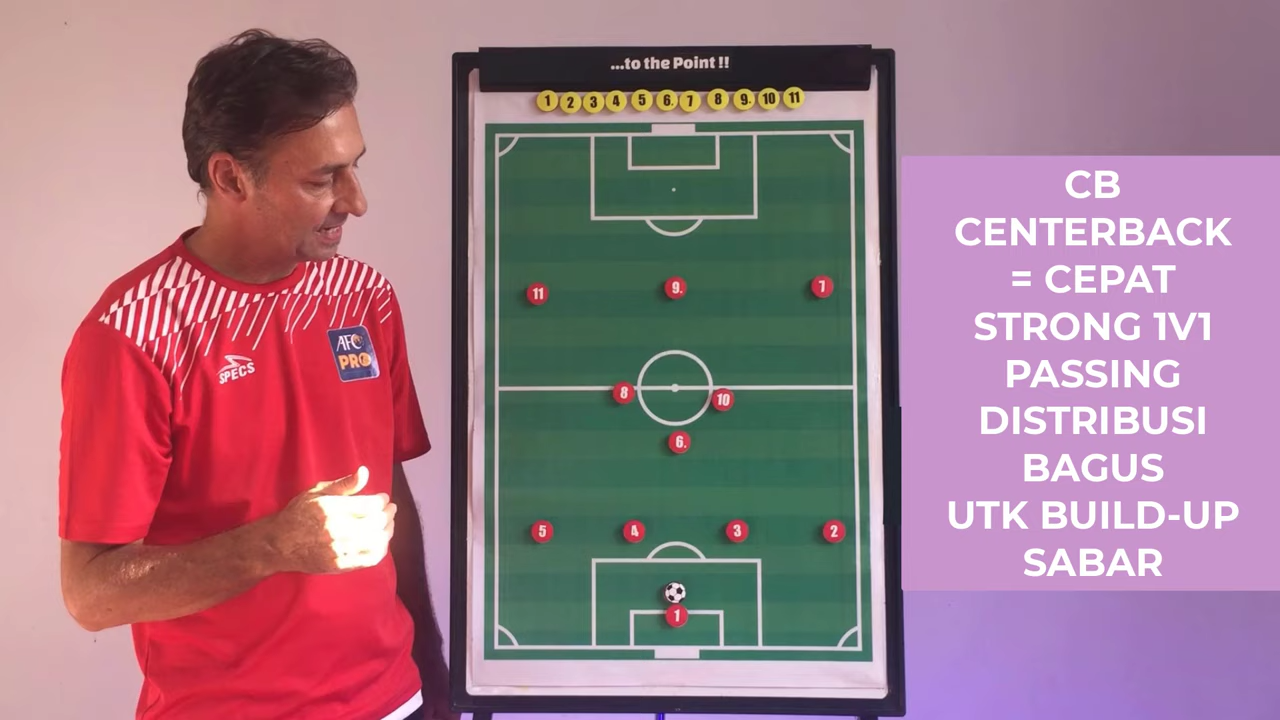 ...to the Point !!
1 2 3 4 5 6. 7 8 9. 10 11
11 9. 7
8 10
6.
5 4 3 2
1
AFC
PRO
SPECS
CB
CENTERBACK
= CEPAT
STRONG 1V1
PASSING
DISTRIBUSI
BAGUS
UTK BUILD-UP
SABAR